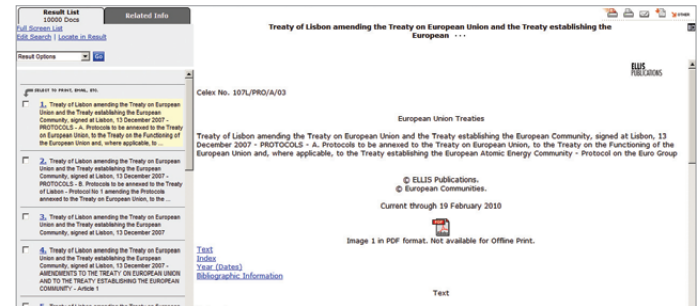 Result List
10000 Docs
Related Info
Full Screen List
Edit Search | Locate in Result
Result Options
Go
SELECT TO PRINT, EMAIL, ETC.
1. Treaty of Lisbon amending the Treaty on European
Union and the Treaty establishing the European
Community, signed at Lisbon, 13 December 2007 -
PROTOCOLS - A. Protocols to be annexed to the Treaty
on European Union, to the Treaty on the Functioning of
the European Union and, where applicable, to ...
2. Treaty of Lisbon amending the Treaty on European
Union and the Treaty establishing the European
Community, signed at Lisbon, 13 December 2007 -
PROTOCOLS - B. Protocols to be annexed to the Treaty
of Lisbon - Protocol No 1 amending the Protocols
annexed to the Treaty on European Union, to the ...
3. Treaty of Lisbon amending the Treaty on European
Union and the Treaty establishing the European
Community, signed at Lisbon, 13 December 2007
4. Treaty of Lisbon amending the Treaty on European
Union and the Treaty establishing the European
Community, signed at Lisbon, 13 December 2007 -
AMENDMENTS TO THE TREATY ON EUROPEAN UNION
AND TO THE TREATY ESTABLISHING THE EUROPEAN
COMMUNITY - Article 1
Treaty of Lisbon amending the Treaty on European Union and the Treaty establishing the
European ...
ELLIS
PUBLICATIONS
Celex No. 107L/PRO/A/03
European Union Treaties
Treaty of Lisbon amending the Treaty on European Union and the Treaty establishing the European Community, signed at Lisbon, 13
December 2007 - PROTOCOLS - A. Protocols to be annexed to the Treaty on European Union, to the Treaty on the Functioning of the
European Union and, where applicable, to the Treaty establishing the European Atomic Energy Community - Protocol on the Euro Group
© ELLIS Publications.
© European Communities.
Current through 19 February 2010
PDF
Image 1 in PDF format. Not available for Offline Print.
Text
Index
Year (Dates)
Bibliographic Information
Text